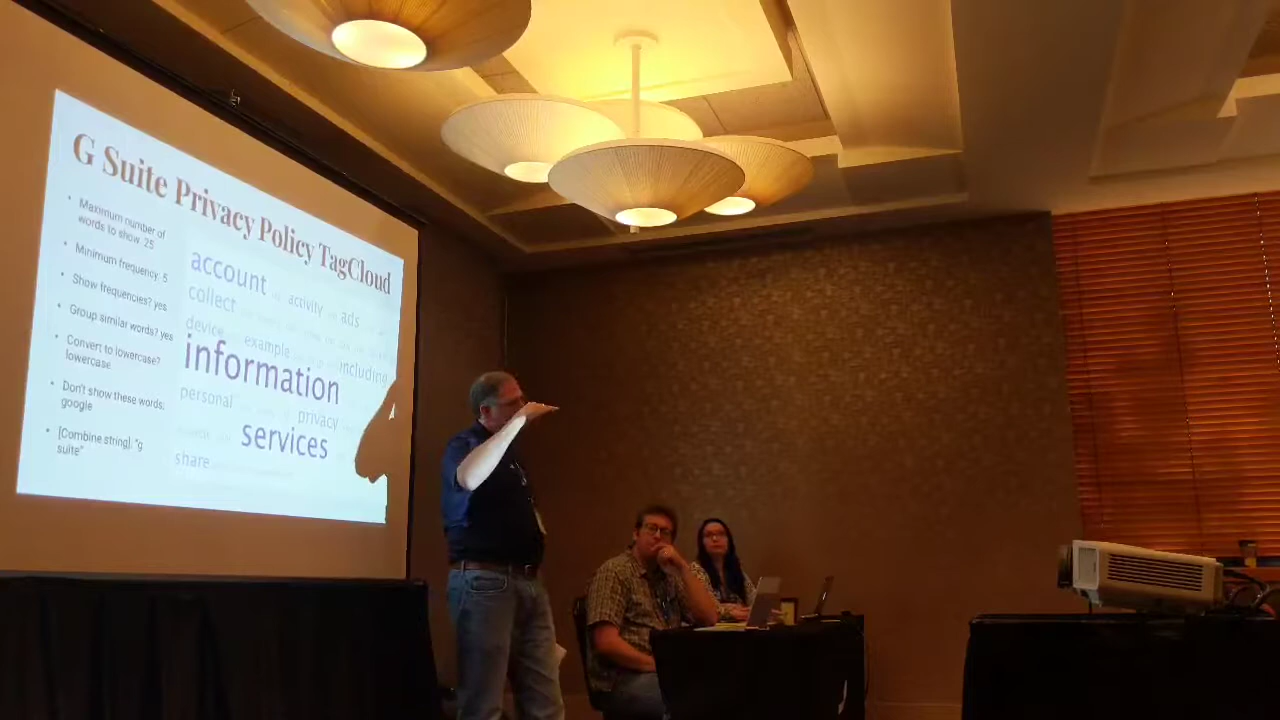 G Suite Privacy Policy TagCloud
Maximum number of
words to show: 25
Minimum frequency: 5
Show frequencies? yes
Group similar words? yes
Convert to lowercase?
lowercase
Don't show these words:
google
[Combine string]: "g
suite"
account
activity
collect
ads
device
example
including
information
personal
privacy
services
share